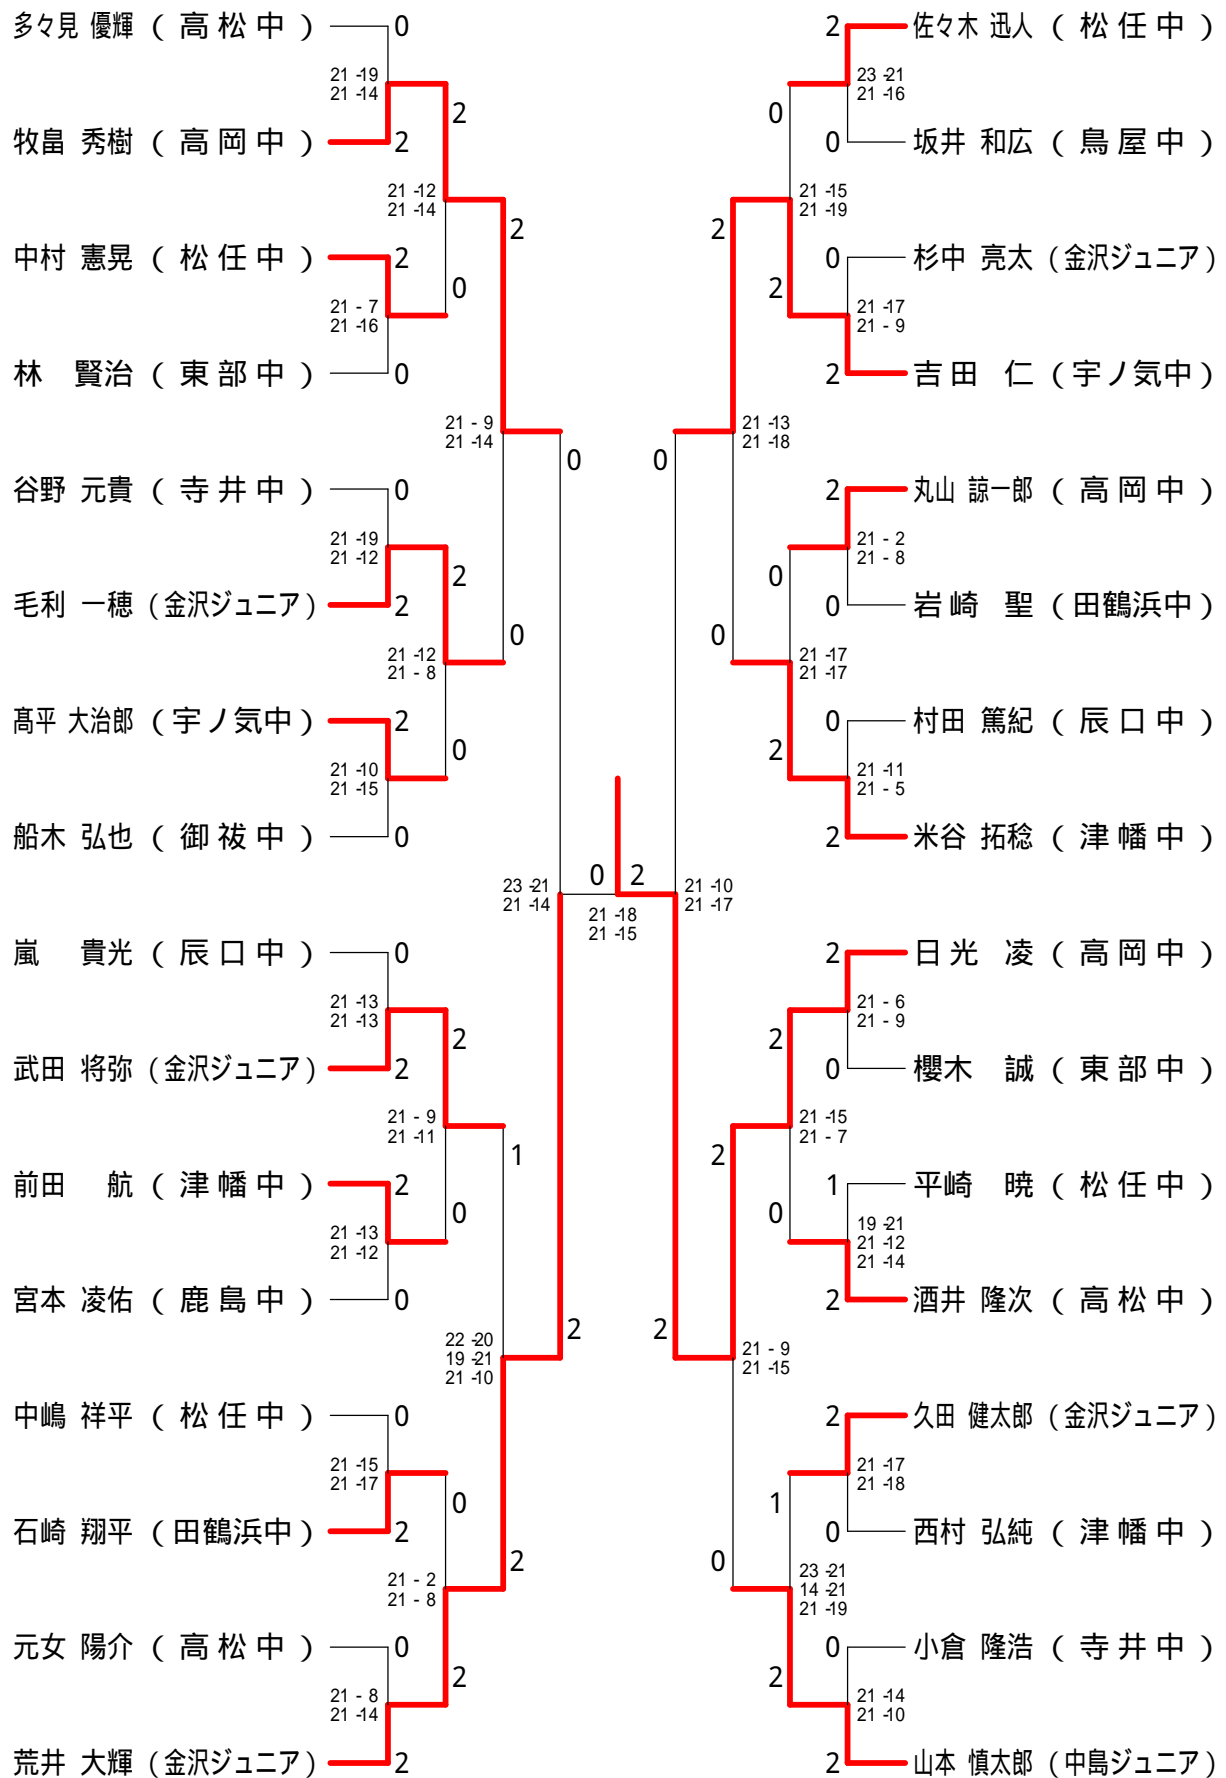 多々見 優輝 ( 高 松 中 ) 0
21 -19
21 -14
2
牧畠 秀樹 ( 高 岡 中 ) 2
21 -12
21 -14
2
中村 憲晃 ( 松 任 中 ) 2
0
21 - 7
21 -16
林 賢治 ( 東 部 中 ) 0
21 - 9
21 -14
0
谷野 元貴 ( 寺 井 中 ) 0
21 -19
21 -12
2
毛利 一穂 (金沢ジュニア) 2
0
21 -12
21 - 8
髙平 大治郎 (宇ノ気中) 2
0
21 -10
21 -15
船木 弘也 ( 御 祓 中 ) 0
23 -21
21 -14
嵐 貴光 ( 辰 口 中 ) 0
21 -13
21 -13
2
武田 将弥 (金沢ジュニア) 2
21 - 9
21 -11
1
前田 航 ( 津 幡 中 ) 2
0
21 -13
21 -12
宮本 凌佑 ( 鹿 島 中 ) 0
2
22 -20
19 -21
21 -10
中嶋 祥平 ( 松 任 中 ) 0
21 -15
21 -17
0
石崎 翔平 (田鶴浜中) 2
2
21 - 2
21 - 8
元女 陽介 ( 高 松 中 ) 0
2
21 - 8
21 -14
荒井 大輝 (金沢ジュニア) 2
0 2
21 -18
21 -15
2 佐々木 迅人 ( 松 任 中 )
23 -21
21 -16
0
0 坂井 和広 ( 鳥 屋 中 )
21 -15
21 -19
2
0 杉中 亮太 (金沢ジュニア)
2
21 -17
21 - 9
2 吉田 仁 (宇ノ気中)
21 -13
21 -18
0
2 丸山 諒一郎 ( 高 岡 中 )
21 - 2
21 - 8
0
0 岩崎 聖 (田鶴浜中)
0
21 -17
21 -17
0 村田 篤紀 ( 辰 口 中 )
2
21 -11
21 - 5
2 米谷 拓稔 ( 津 幡 中 )
21 -10
21 -17
2 日光 凌 ( 高 岡 中 )
21 - 6
21 - 9
2
0 櫻木 誠 ( 東 部 中 )
21 -15
21 - 7
2
1 平崎 暁 ( 松 任 中 )
0
19 -21
21 -12
21 -14
2 酒井 隆次 ( 高 松 中 )
2
21 - 9
21 -15
2 久田 健太郎 (金沢ジュニア)
21 -17
21 -18
1
0 西村 弘純 ( 津 幡 中 )
0
23 -21
14 -21
21 -19
0 小倉 隆浩 ( 寺 井 中 )
2
21 -14
21 -10
2 山本 慎太郎 (中島ジュニア)